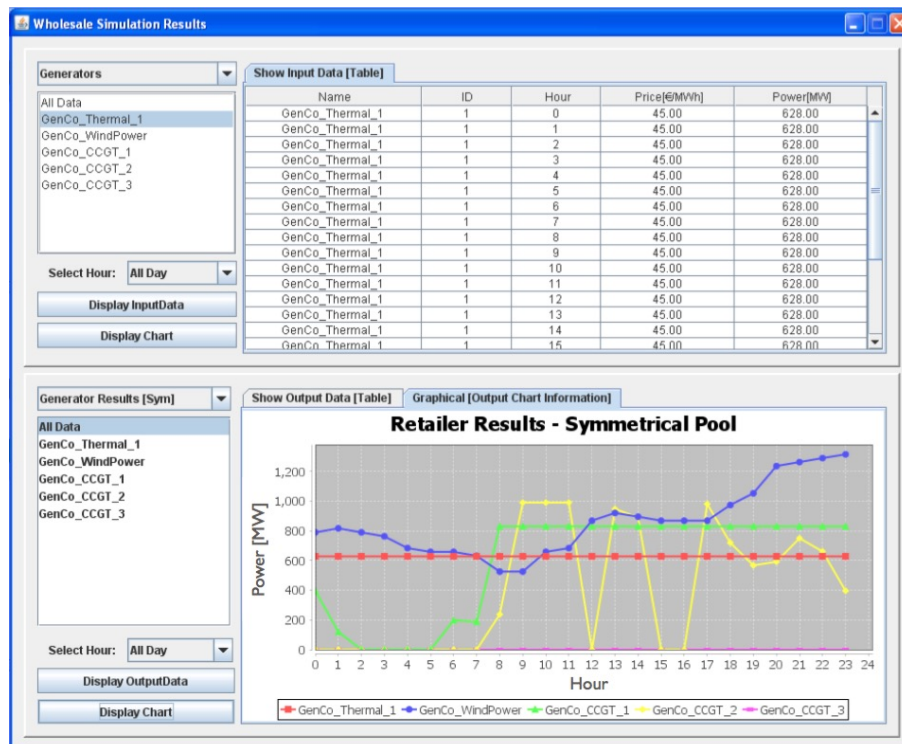 Wholesale Simulation Results
Generators
All Data
GenCo_Thermal_1
GenCo_WindPower
GenCo_CCGT_1
GenCo_CCGT_2
GenCo_CCGT_3
Select Hour: All Day
Display InputData
Display Chart
Show Input Data [Table]
Name ID Hour Price[€/MWh] Power[MW]
GenCo_Thermal_1 1 0 45.00 628.00
GenCo_Thermal_1 1 1 45.00 628.00
GenCo_Thermal_1 1 2 45.00 628.00
GenCo_Thermal_1 1 3 45.00 628.00
GenCo_Thermal_1 1 4 45.00 628.00
GenCo_Thermal_1 1 5 45.00 628.00
GenCo_Thermal_1 1 6 45.00 628.00
GenCo_Thermal_1 1 7 45.00 628.00
GenCo_Thermal_1 1 8 45.00 628.00
GenCo_Thermal_1 1 9 45.00 628.00
GenCo_Thermal_1 1 10 45.00 628.00
GenCo_Thermal_1 1 11 45.00 628.00
GenCo_Thermal_1 1 12 45.00 628.00
GenCo_Thermal_1 1 13 45.00 628.00
GenCo_Thermal_1 1 14 45.00 628.00
GenCo_Thermal_1 1 15 45.00 628.00
Generator Results [Sym]
All Data
GenCo_Thermal_1
GenCo_WindPower
GenCo_CCGT_1
GenCo_CCGT_2
GenCo_CCGT_3
Select Hour: All Day
Display OutputData
Display Chart
Show Output Data [Table] Graphical [Output Chart Information]
Retailer Results - Symmetrical Pool
Power [MW]
1,200
1,000
800
600
400
200
0
0 1 2 3 4 5 6 7 8 9 10 11 12 13 14 15 16 17 18 19 20 21 22 23 24
Hour
GenCo_Thermal_1 GenCo_WindPower GenCo_CCGT_1 GenCo_CCGT_2 GenCo_CCGT_3